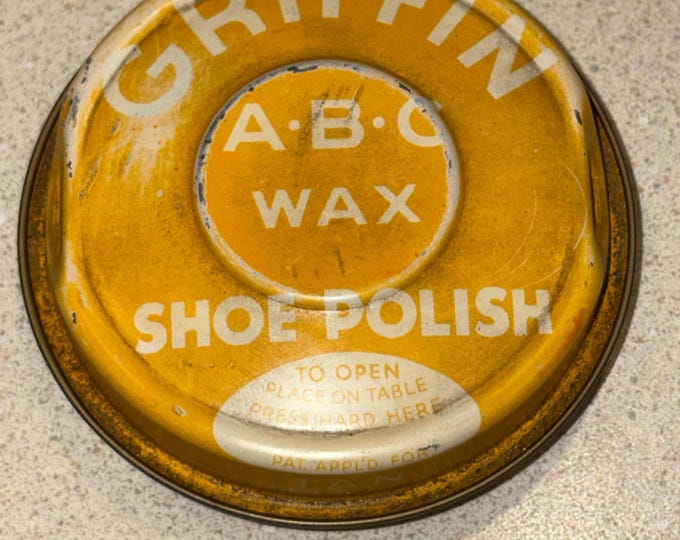 GRIFFIN
A·B·C
WAX
SHOE POLISH
TO OPEN
PLACE ON TABLE
PRESS HARD HERE
PAT. APPL'D. FOR